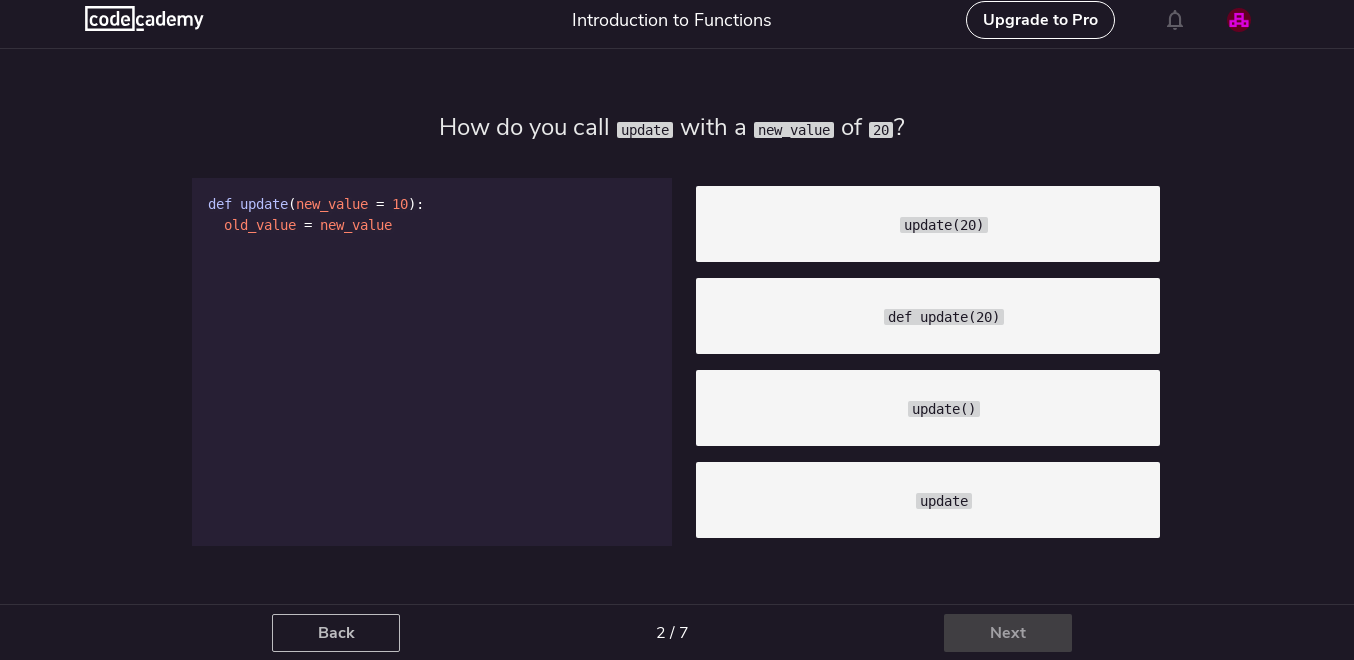 codecademy
Introduction to Functions
Upgrade to Pro
How do you call update with a new_value of 20?
def update(new_value = 10):
  old_value = new_value
update(20)
def update(20)
update()
update
Back
2 / 7
Next